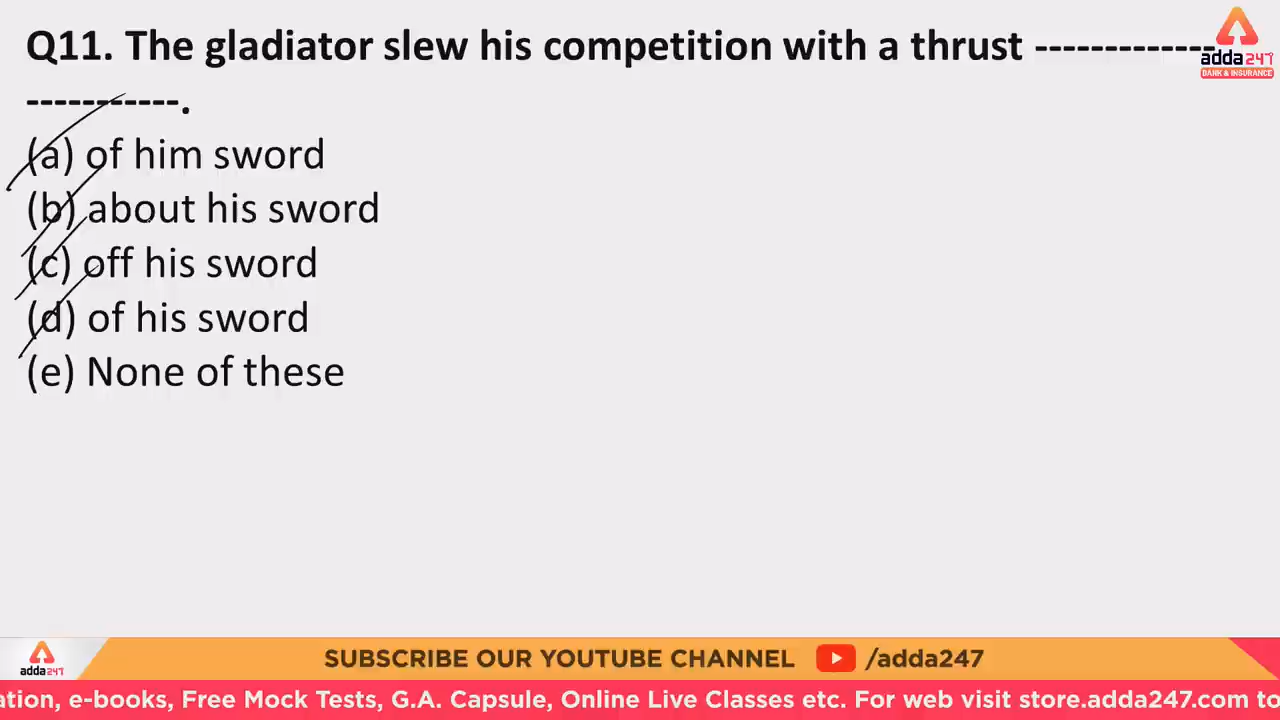 Q11. The gladiator slew his competition with a thrust -------------
-----------.
(a) of him sword
(b) about his sword
(c) off his sword
(d) of his sword
(e) None of these
adda247
BANK & INSURANCE
adda247
SUBSCRIBE OUR YOUTUBE CHANNEL /adda247
ation, e-books, Free Mock Tests, G.A. Capsule, Online Live Classes etc. For web visit store.adda247.com to